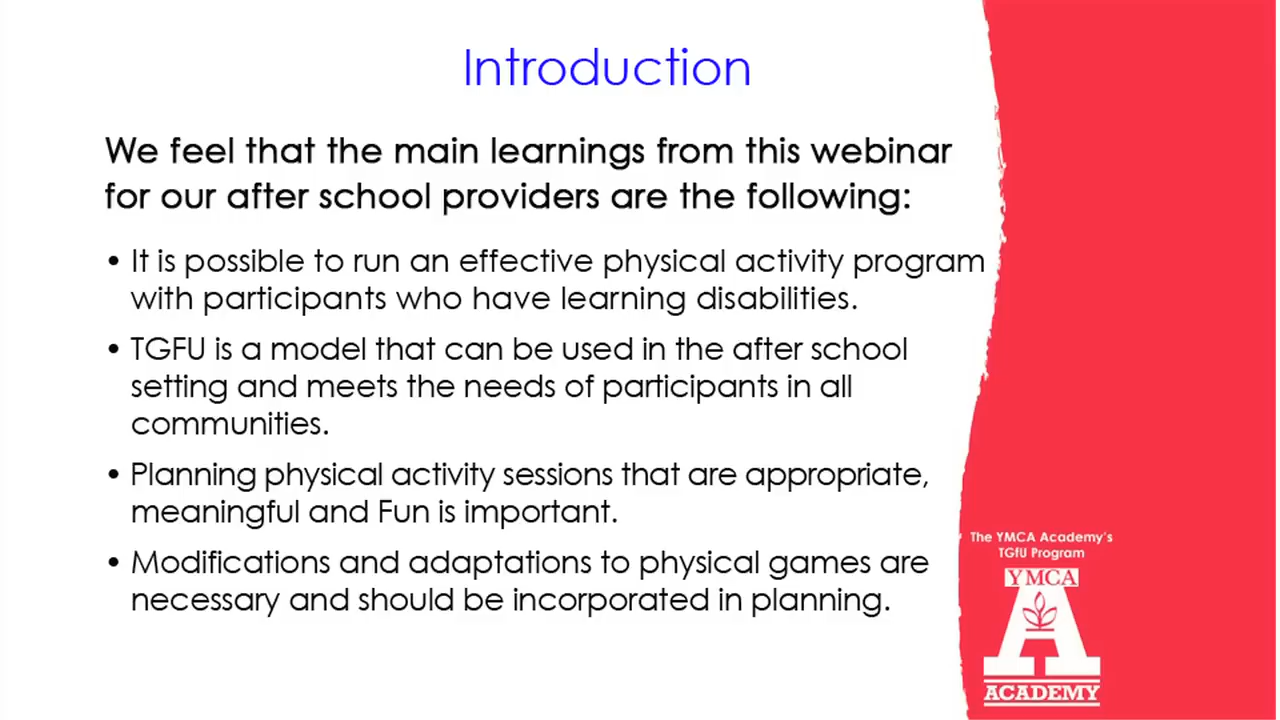 Introduction
We feel that the main learnings from this webinar
for our after school providers are the following:
• It is possible to run an effective physical activity program
with participants who have learning disabilities.
• TGFU is a model that can be used in the after school
setting and meets the needs of participants in all
communities.
• Planning physical activity sessions that are appropriate,
meaningful and Fun is important.
• Modifications and adaptations to physical games are
necessary and should be incorporated in planning.
The YMCA Academy's
TGfU Program
YMCA
A
ACADEMY